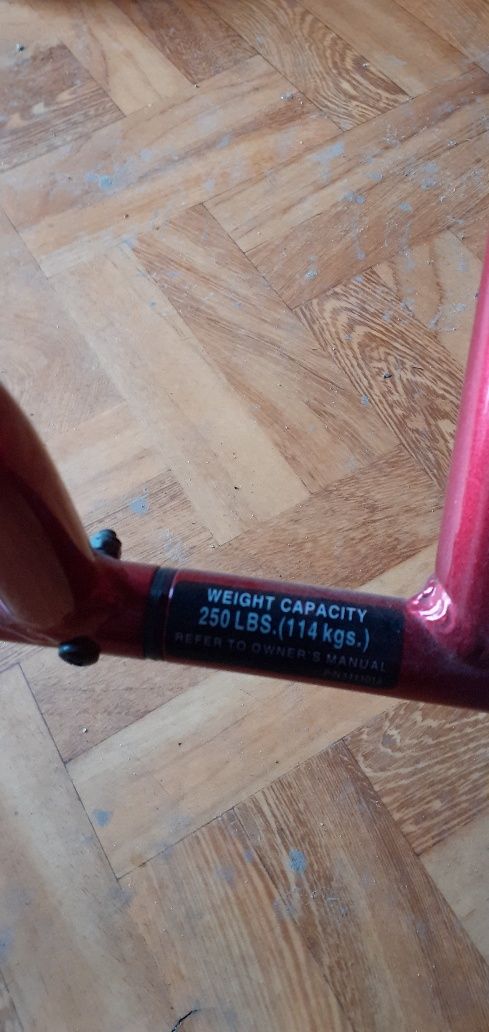 WEIGHT CAPACITY
250 LBS.(114 kgs.)
REFER TO OWNER'S MANUAL